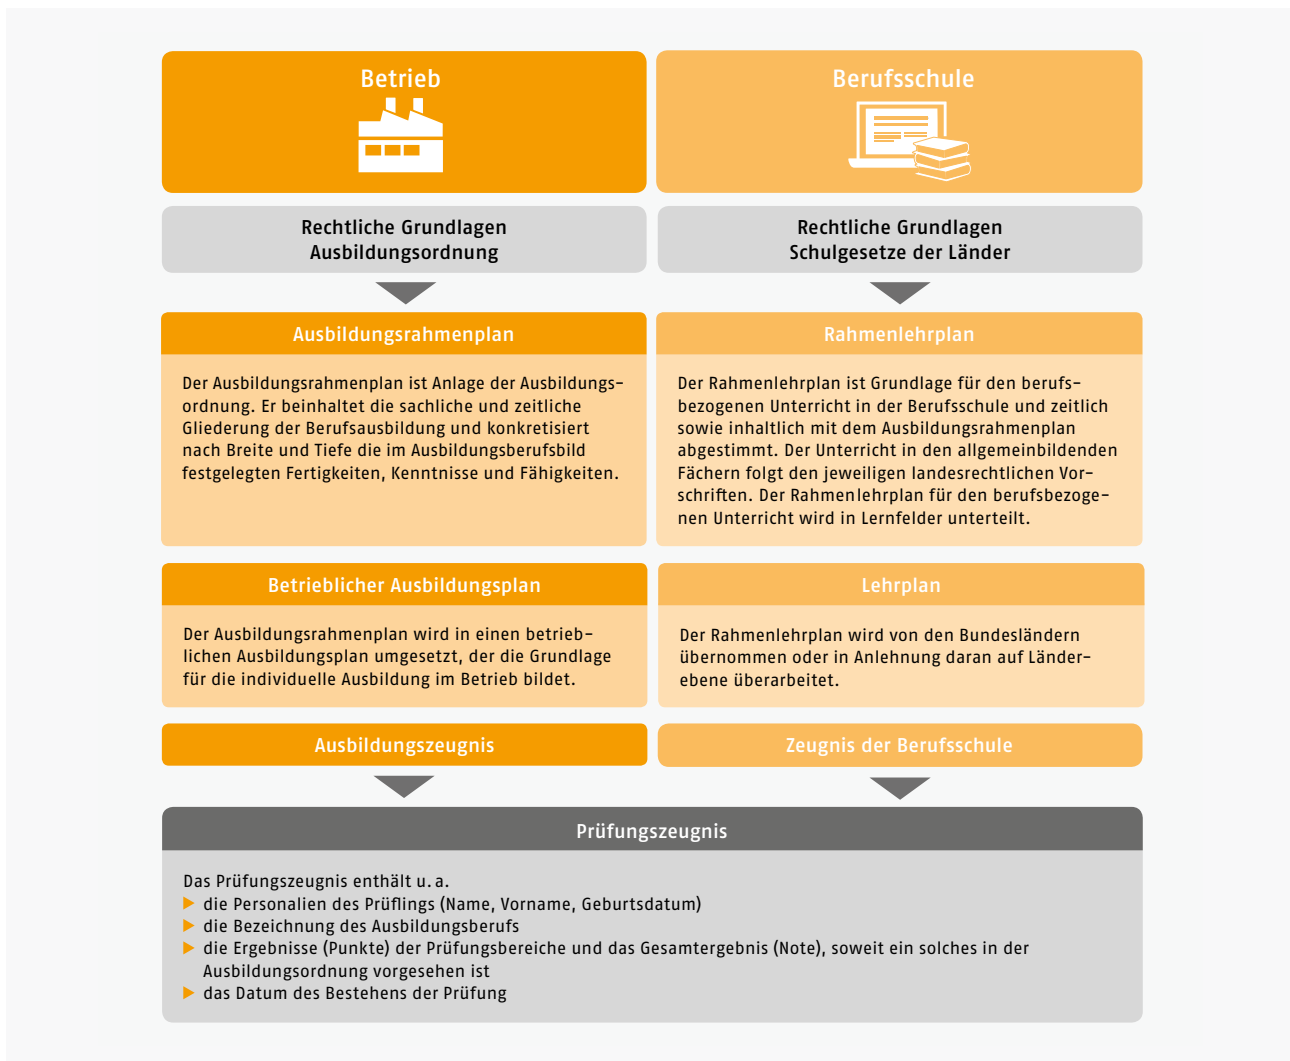 Betrieb
Berufsschule
Rechtliche Grundlagen
Ausbildungsordnung
Rechtliche Grundlagen
Schulgesetze der Länder
Ausbildungsrahmenplan
Der Ausbildungsrahmenplan ist Anlage der Ausbildungs-
ordnung. Er beinhaltet die sachliche und zeitliche
Gliederung der Berufsausbildung und konkretisiert
nach Breite und Tiefe die im Ausbildungsberufsbild
festgelegten Fertigkeiten, Kenntnisse und Fähigkeiten.
Rahmenlehrplan
Der Rahmenlehrplan ist Grundlage für den berufs-
bezogenen Unterricht in der Berufsschule und zeitlich
sowie inhaltlich mit dem Ausbildungsrahmenplan
abgestimmt. Der Unterricht in den allgemeinbildenden
Fächern folgt den jeweiligen landesrechtlichen Vor-
schriften. Der Rahmenlehrplan für den berufsbezoge-
nen Unterricht wird in Lernfelder unterteilt.
Betrieblicher Ausbildungsplan
Der Ausbildungsrahmenplan wird in einen betrieb-
lichen Ausbildungsplan umgesetzt, der die Grundlage
für die individuelle Ausbildung im Betrieb bildet.
Lehrplan
Der Rahmenlehrplan wird von den Bundesländern
übernommen oder in Anlehnung daran auf Länder-
ebene überarbeitet.
Ausbildungszeugnis
Zeugnis der Berufsschule
Prüfungszeugnis
Das Prüfungszeugnis enthält u. a.
▶ die Personalien des Prüflings (Name, Vorname, Geburtsdatum)
▶ die Bezeichnung des Ausbildungsberufs
▶ die Ergebnisse (Punkte) der Prüfungsbereiche und das Gesamtergebnis (Note), soweit ein solches in der
Ausbildungsordnung vorgesehen ist
▶ das Datum des Bestehens der Prüfung